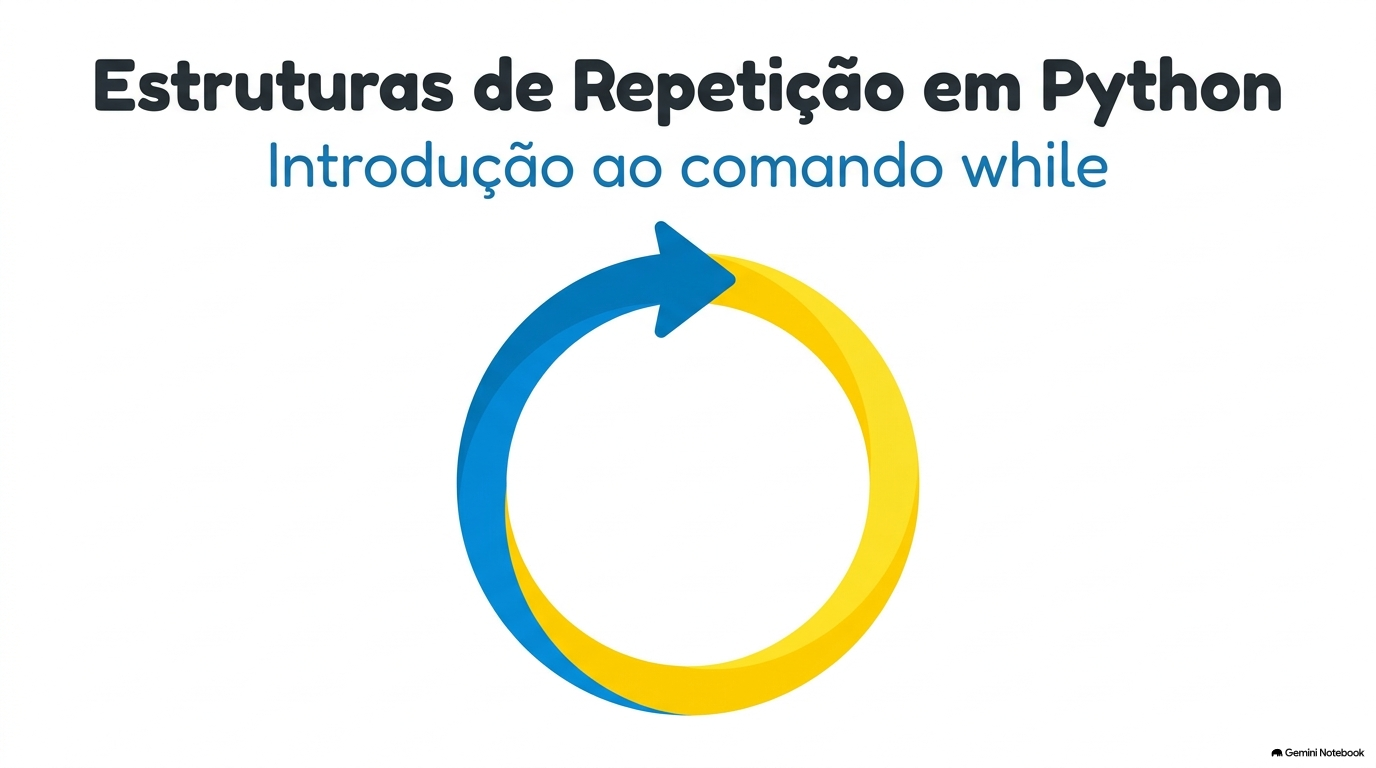 Estruturas de Repetição em Python
Introdução ao comando while
Gemini Notebook